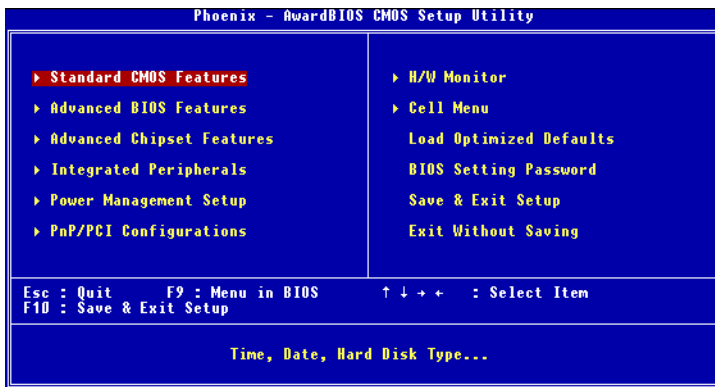 Phoenix - AwardBIOS CMOS Setup Utility
▸ Standard CMOS Features
▸ Advanced BIOS Features
▸ Advanced Chipset Features
▸ Integrated Peripherals
▸ Power Management Setup
▸ PnP/PCI Configurations
▸ H/W Monitor
▸ Cell Menu
Load Optimized Defaults
BIOS Setting Password
Save & Exit Setup
Exit Without Saving
Esc : Quit F9 : Menu in BIOS ↑ ↓ → ← : Select Item
F10 : Save & Exit Setup
Time, Date, Hard Disk Type...